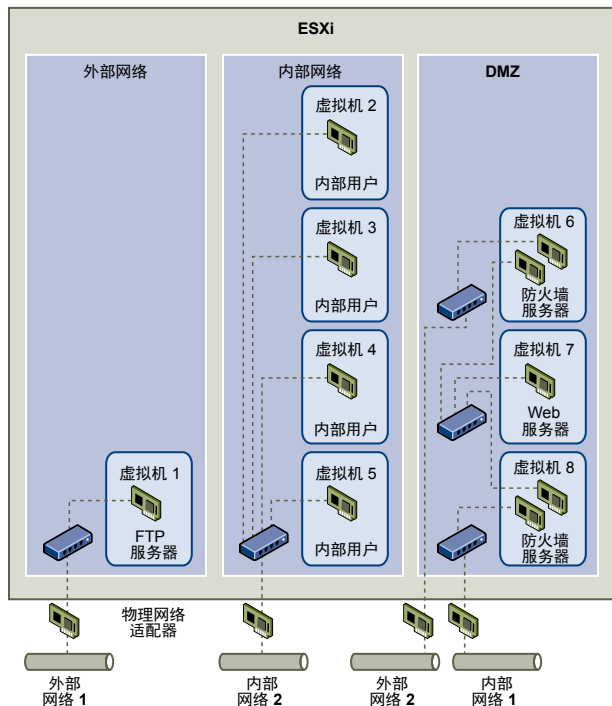 ESXi
外部网络
内部网络
DMZ
虚拟机 2
内部用户
虚拟机 3
内部用户
虚拟机 4
内部用户
虚拟机 5
内部用户
虚拟机 1
FTP
服务器
虚拟机 6
防火墙
服务器
虚拟机 7
Web
服务器
虚拟机 8
防火墙
服务器
物理网络
适配器
外部
网络 1
内部
网络 2
外部
网络 2
内部
网络 1